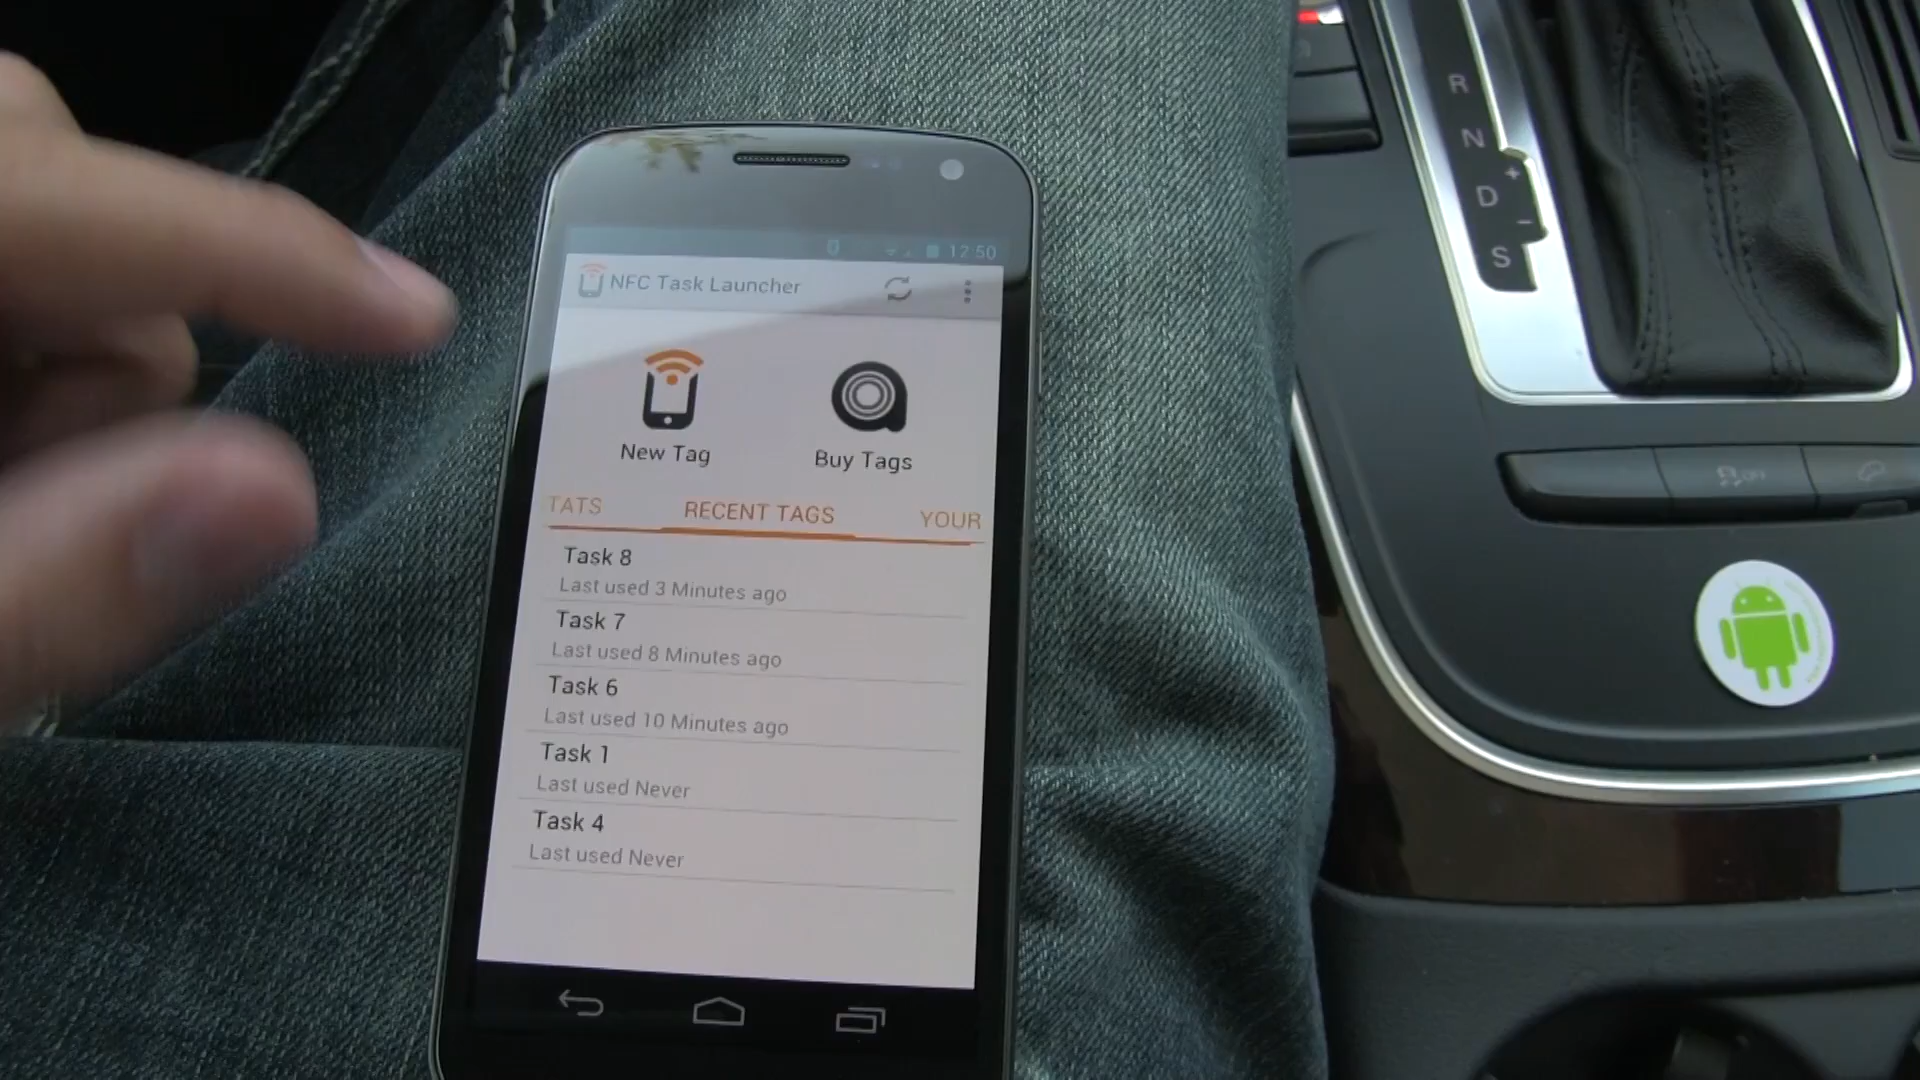 12:50
NFC Task Launcher
New Tag
Buy Tags
TATS
RECENT TAGS
YOUR
Task 8
Last used 3 Minutes ago
Task 7
Last used 8 Minutes ago
Task 6
Last used 10 Minutes ago
Task 1
Last used Never
Task 4
Last used Never
R
N
+
D
-
S
OFF